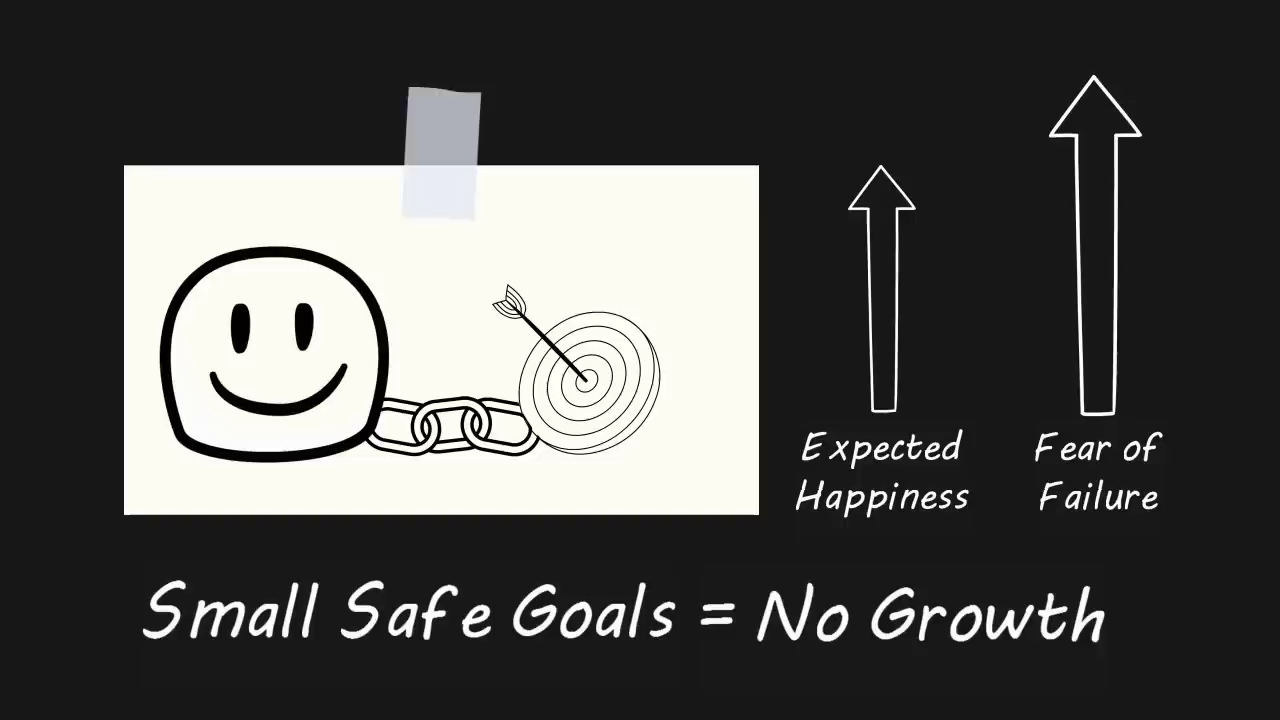 Expected
Happiness
Fear of
Failure
Small Safe Goals = No Growth